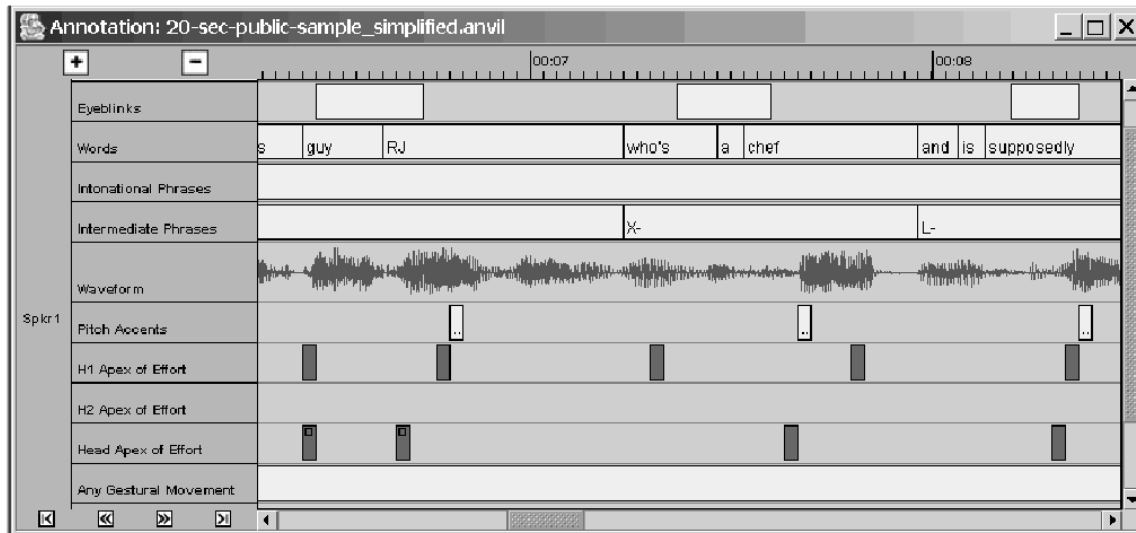 Annotation: 20-sec-public-sample_simplified.anvil
+ -
00:07 00:08
Eyeblinks
Words s guy RJ who's a chef and is supposedly
Intonational Phrases
Intermediate Phrases X- L-
Waveform
Spkr1
Pitch Accents .. .. ..
H1 Apex of Effort
H2 Apex of Effort
Head Apex of Effort
Any Gestural Movement